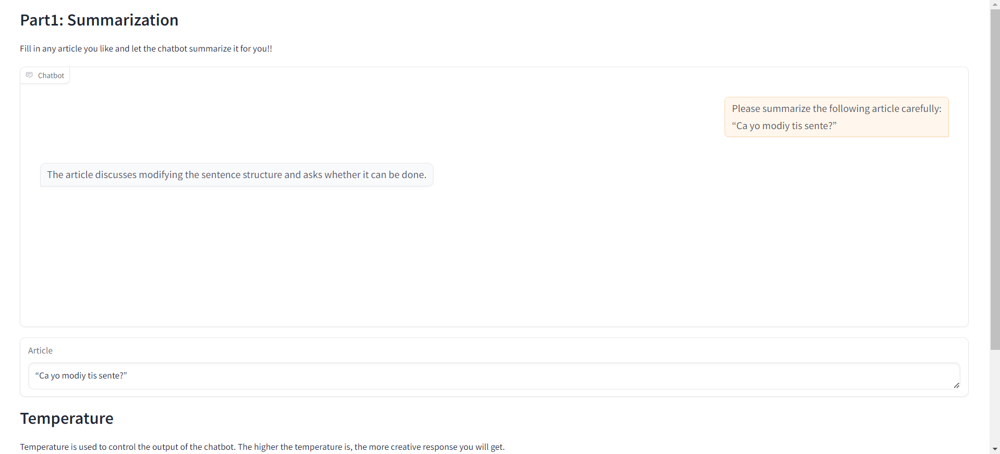 Part1: Summarization
Fill in any article you like and let the chatbot summarize it for you!!
Chatbot
Please summarize the following article carefully:
“Ca yo modiy tis sente?”
The article discusses modifying the sentence structure and asks whether it can be done.
Article
“Ca yo modiy tis sente?”
Temperature
Temperature is used to control the output of the chatbot. The higher the temperature is, the more creative response you will get.